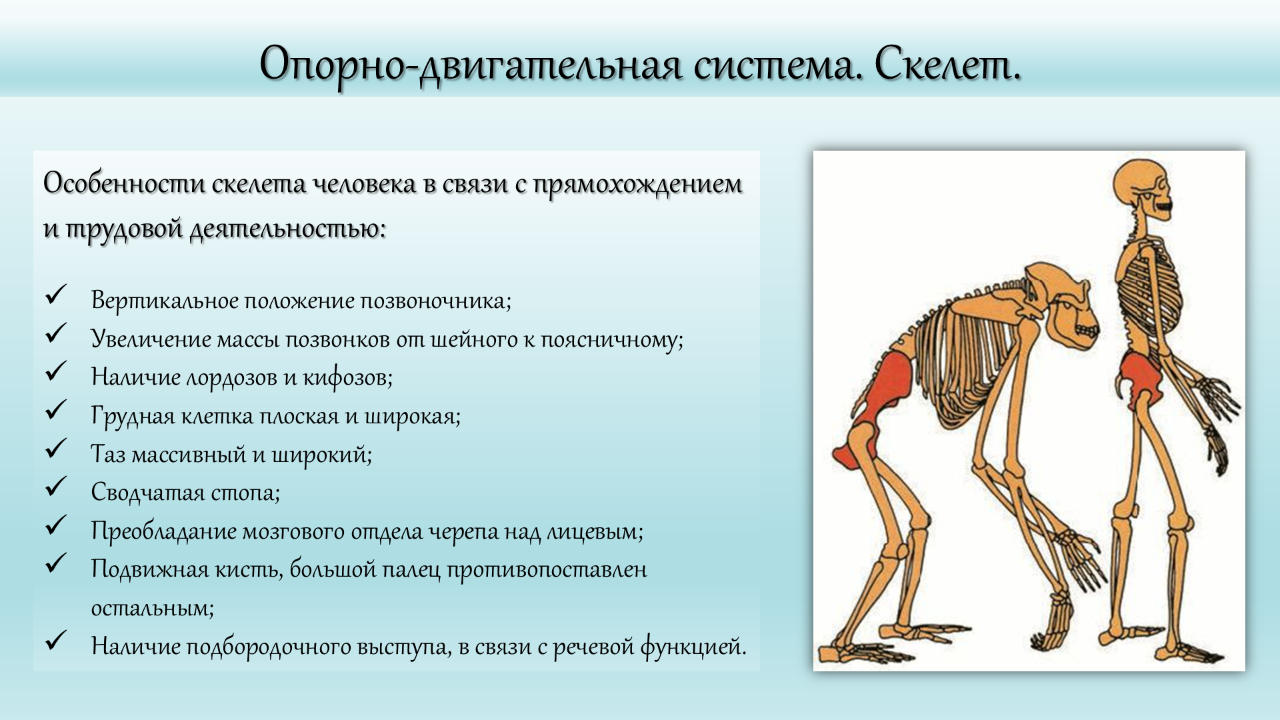 Опорно-двигательная система. Скелет.
Особенности скелета человека в связи с прямохождением
и трудовой деятельностью:
✓ Вертикальное положение позвоночника;
✓ Увеличение массы позвонков от шейного к поясничному;
✓ Наличие лордозов и кифозов;
✓ Грудная клетка плоская и широкая;
✓ Таз массивный и широкий;
✓ Сводчатая стопа;
✓ Преобладание мозгового отдела черепа над лицевым;
✓ Подвижная кисть, большой палец противопоставлен
остальным;
✓ Наличие подбородочного выступа, в связи с речевой функцией.